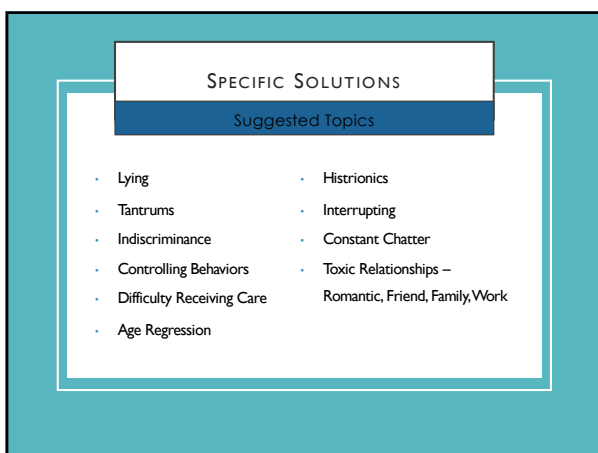 SPECIFIC SOLUTIONS
Suggested Topics
• Lying
• Tantrums
• Indiscriminance
• Controlling Behaviors
• Difficulty Receiving Care
• Age Regression
• Histrionics
• Interrupting
• Constant Chatter
• Toxic Relationships –
Romantic, Friend, Family, Work